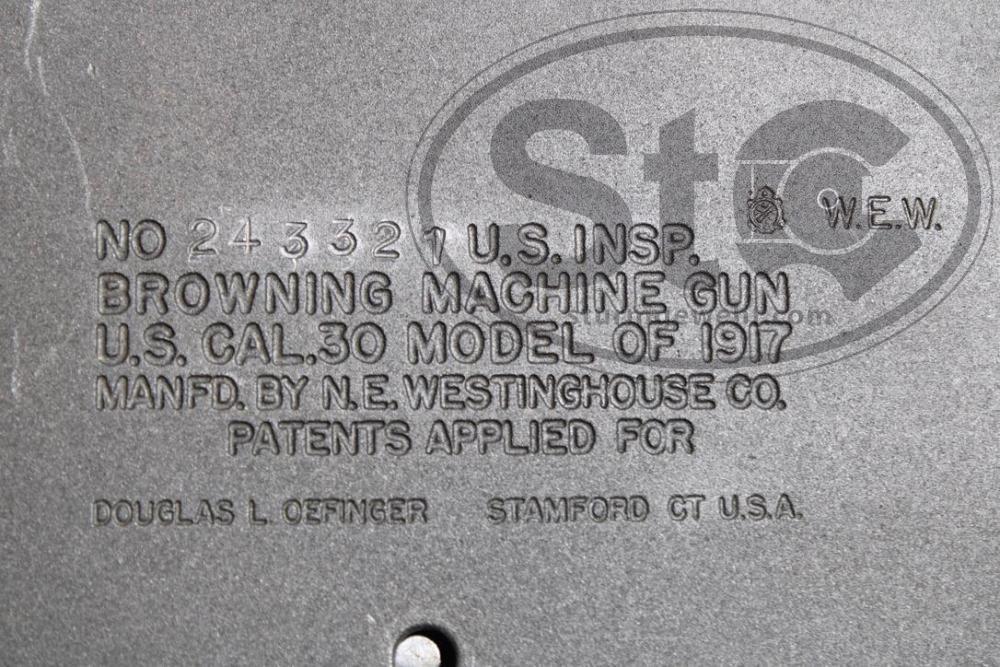 StG
W.E.W.
NO 243321 U.S. INSP.
BROWNING MACHINE GUN
U.S. CAL.30 MODEL OF 1917
MANFD. BY N.E. WESTINGHOUSE CO.
PATENTS APPLIED FOR
DOUGLAS L OEFINGER STAMFORD CT U.S.A.